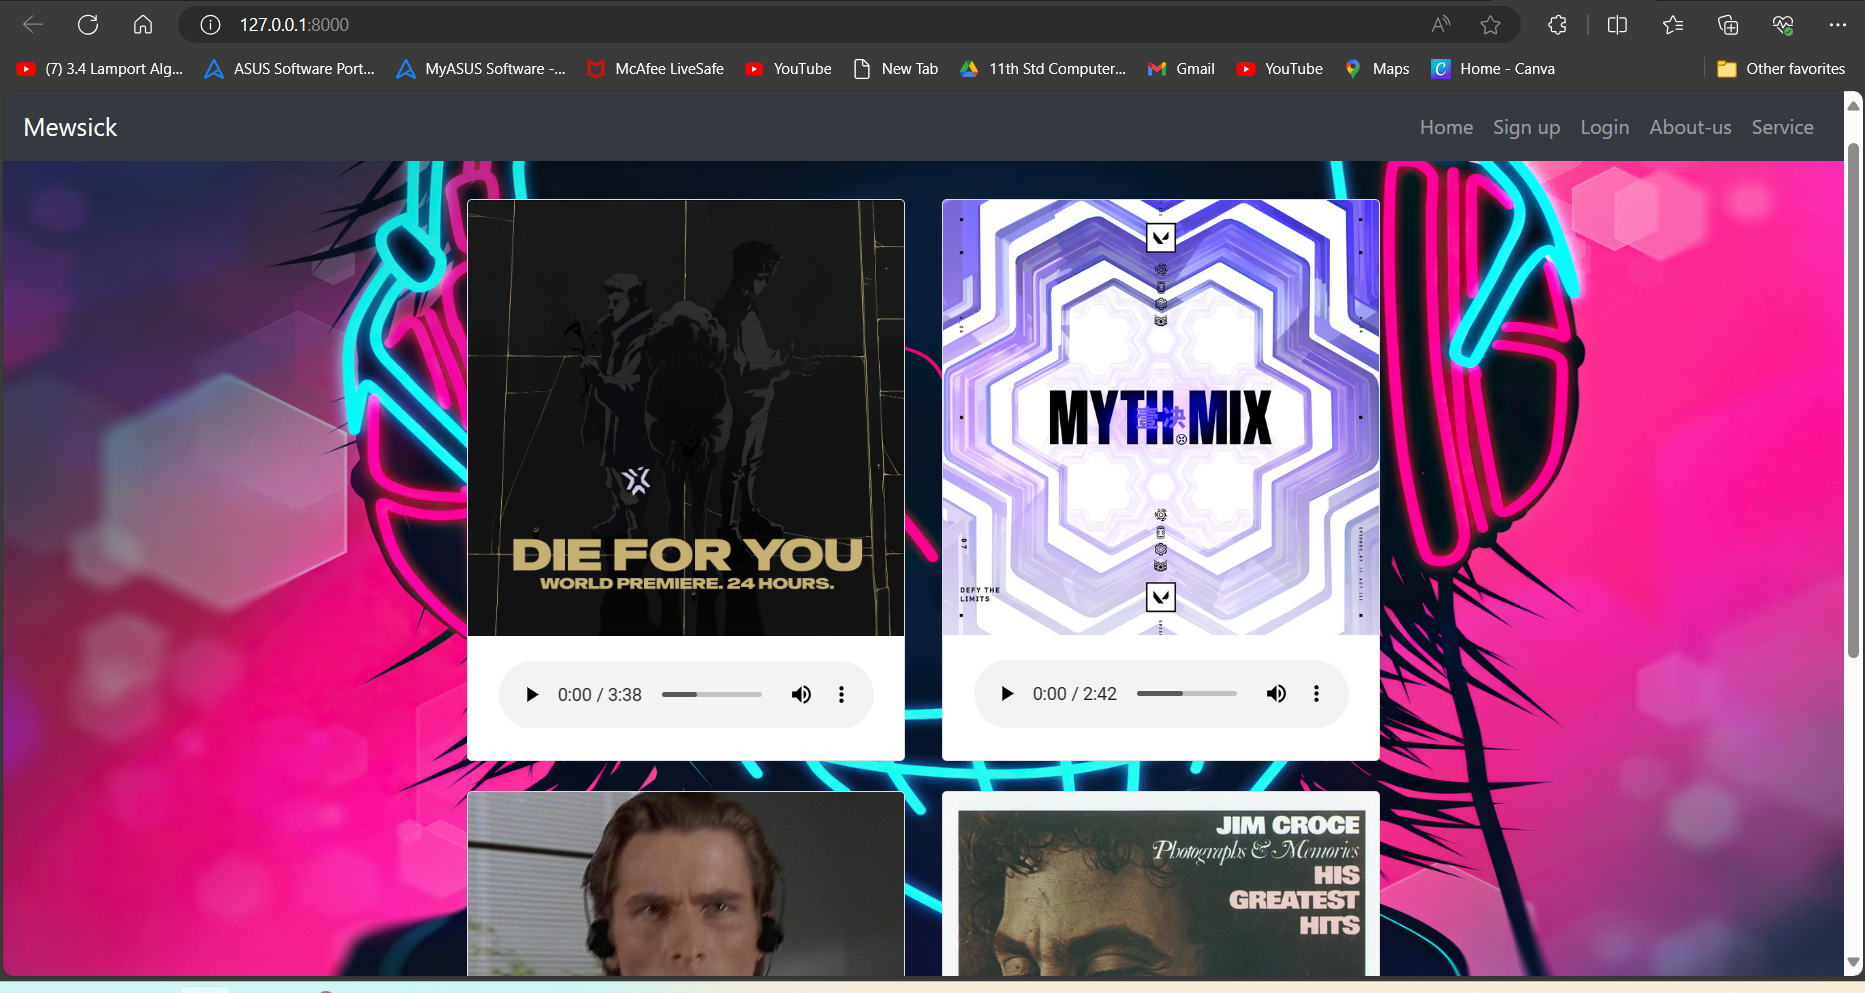 127.0.0.1:8000
(7) 3.4 Lamport Alg...
ASUS Software Port...
MyASUS Software -...
McAfee LiveSafe
YouTube
New Tab
11th Std Computer...
Gmail
YouTube
Maps
Home - Canva
Other favorites
Mewsick
Home
Sign up
Login
About-us
Service
DIE FOR YOU
WORLD PREMIERE. 24 HOURS.
MYTH.MIX
07
DEFY THE
LIMITS
0:00 / 3:38
0:00 / 2:42
JIM CROCE
Photographs & Memories
HIS
GREATEST
HITS